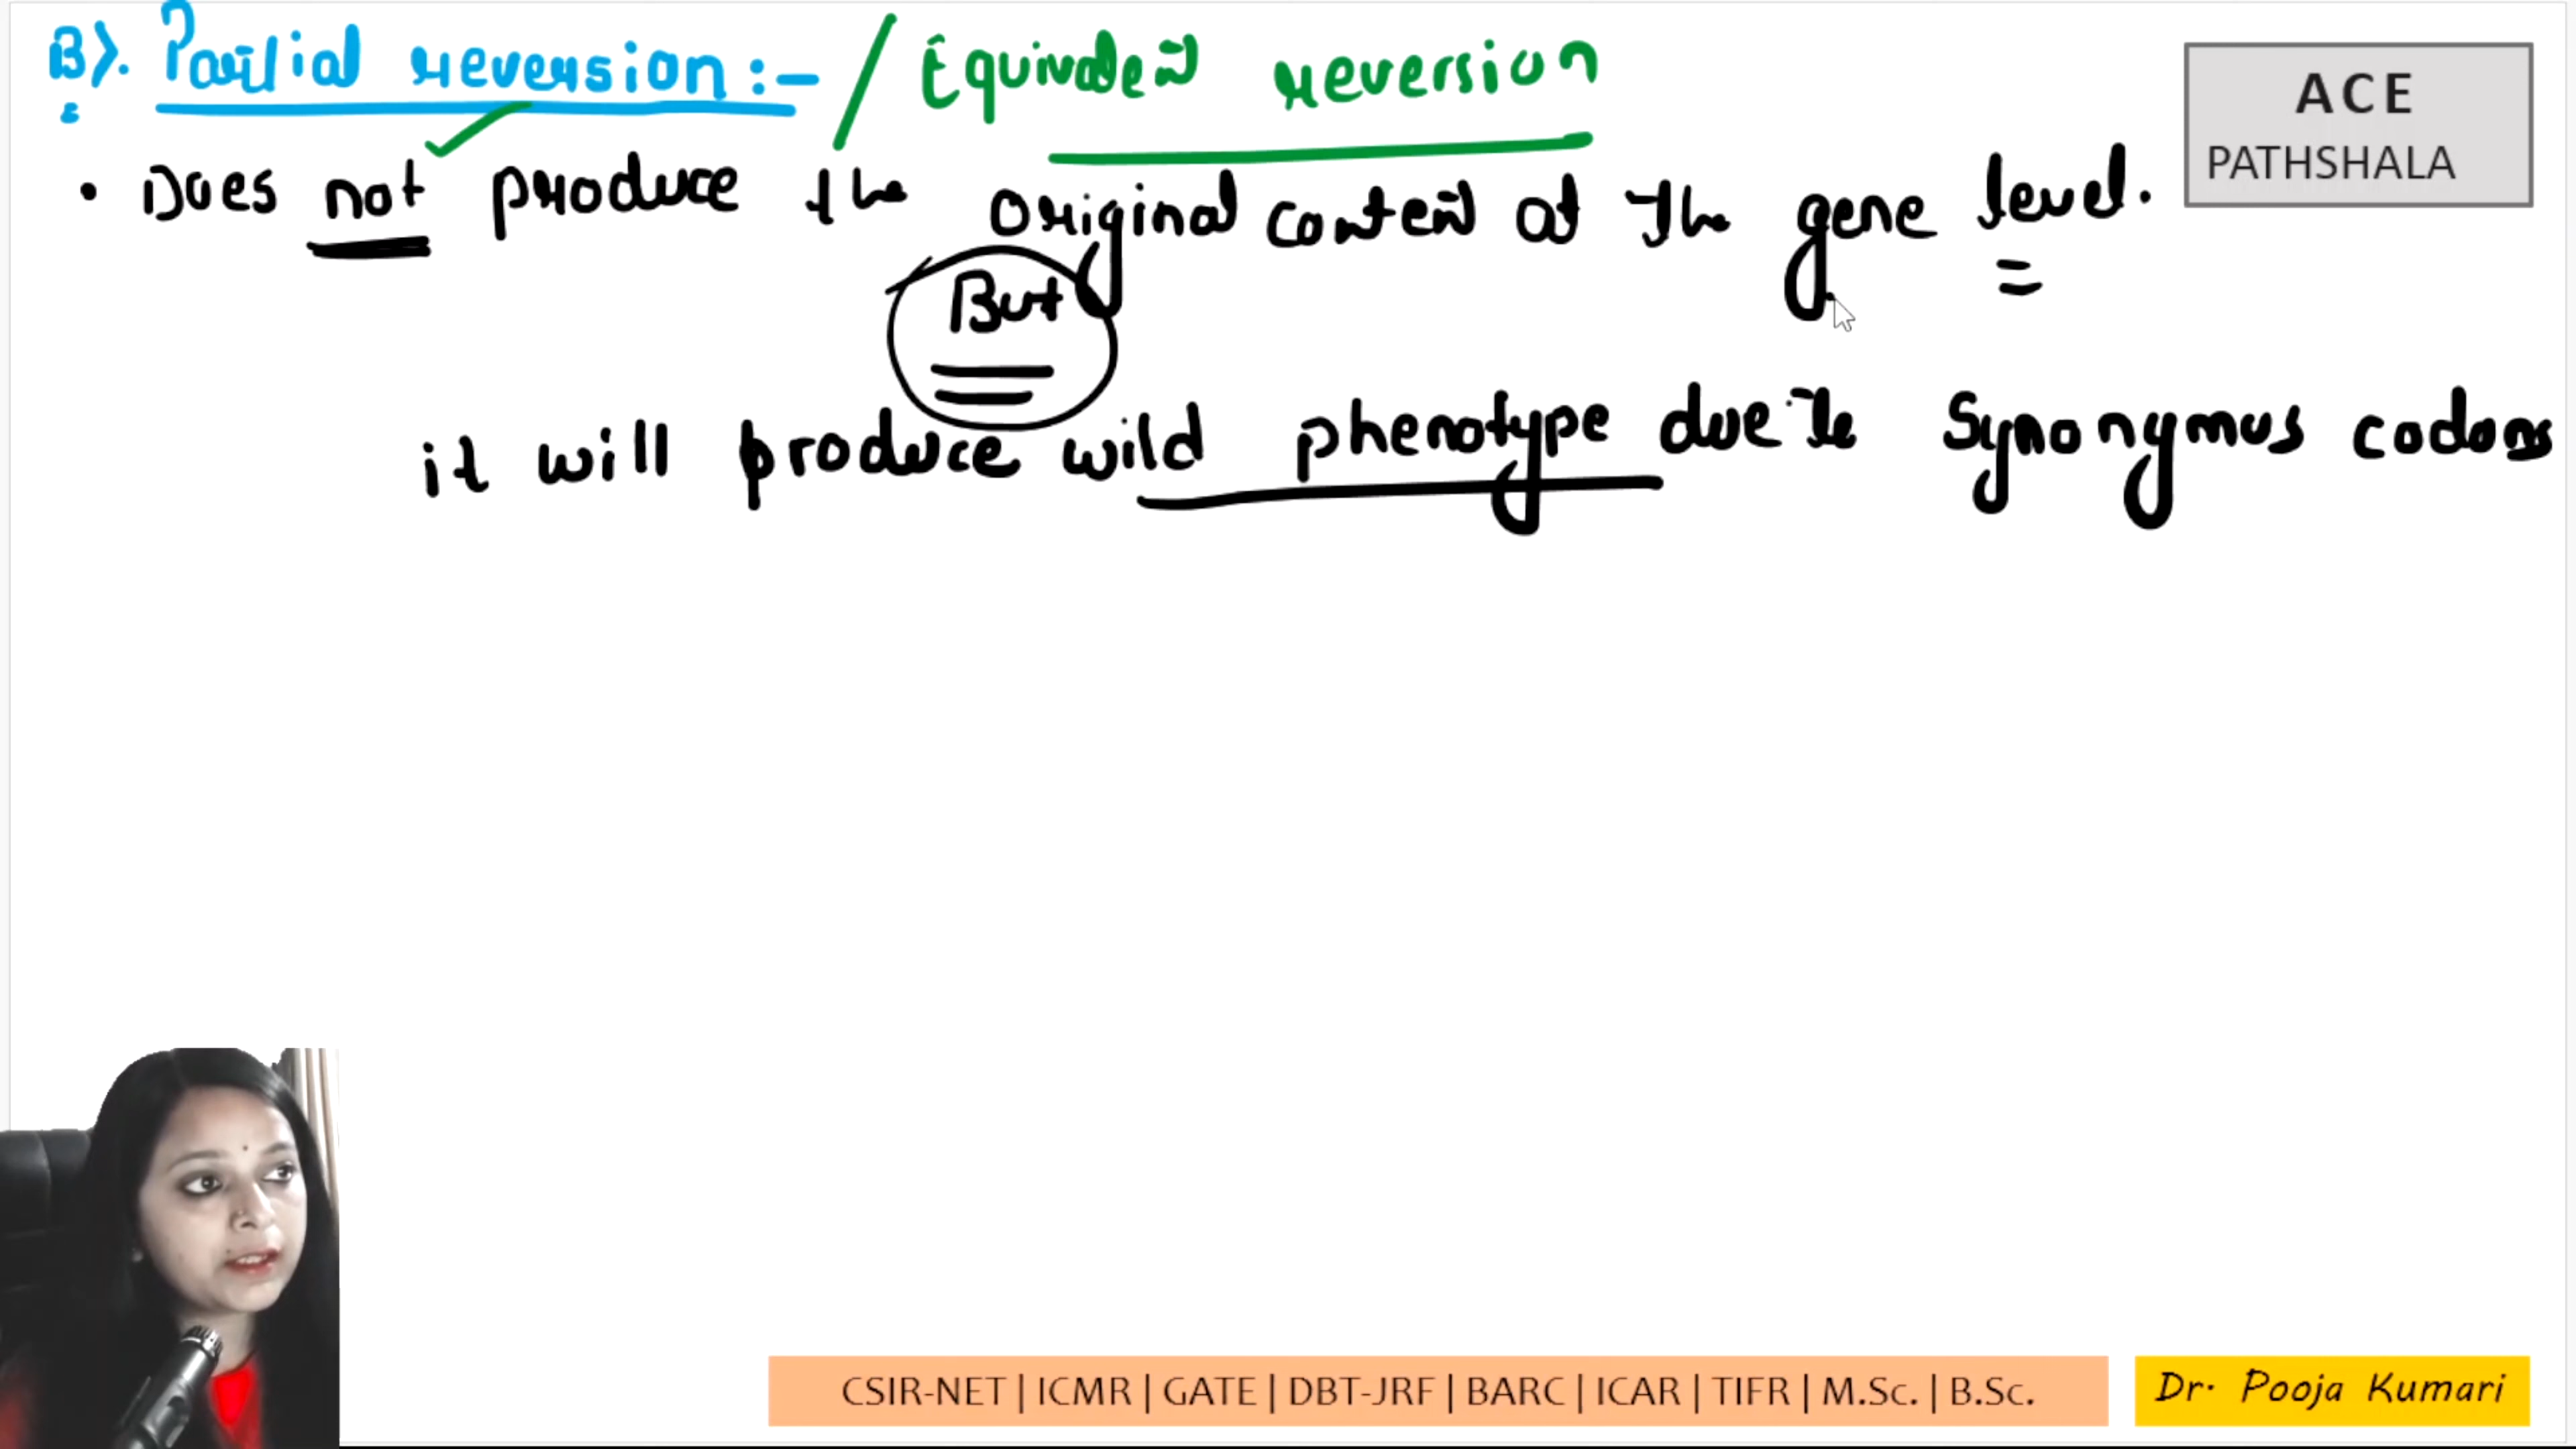 B). Partial reversion :- / Equivalent reversion
ACE
PATHSHALA
• Does not produce the original content at the gene level.
But
it will produce wild phenotype due to Synonymus codons
CSIR-NET | ICMR | GATE | DBT-JRF | BARC | ICAR | TIFR | M.Sc. | B.Sc.
Dr. Pooja Kumari